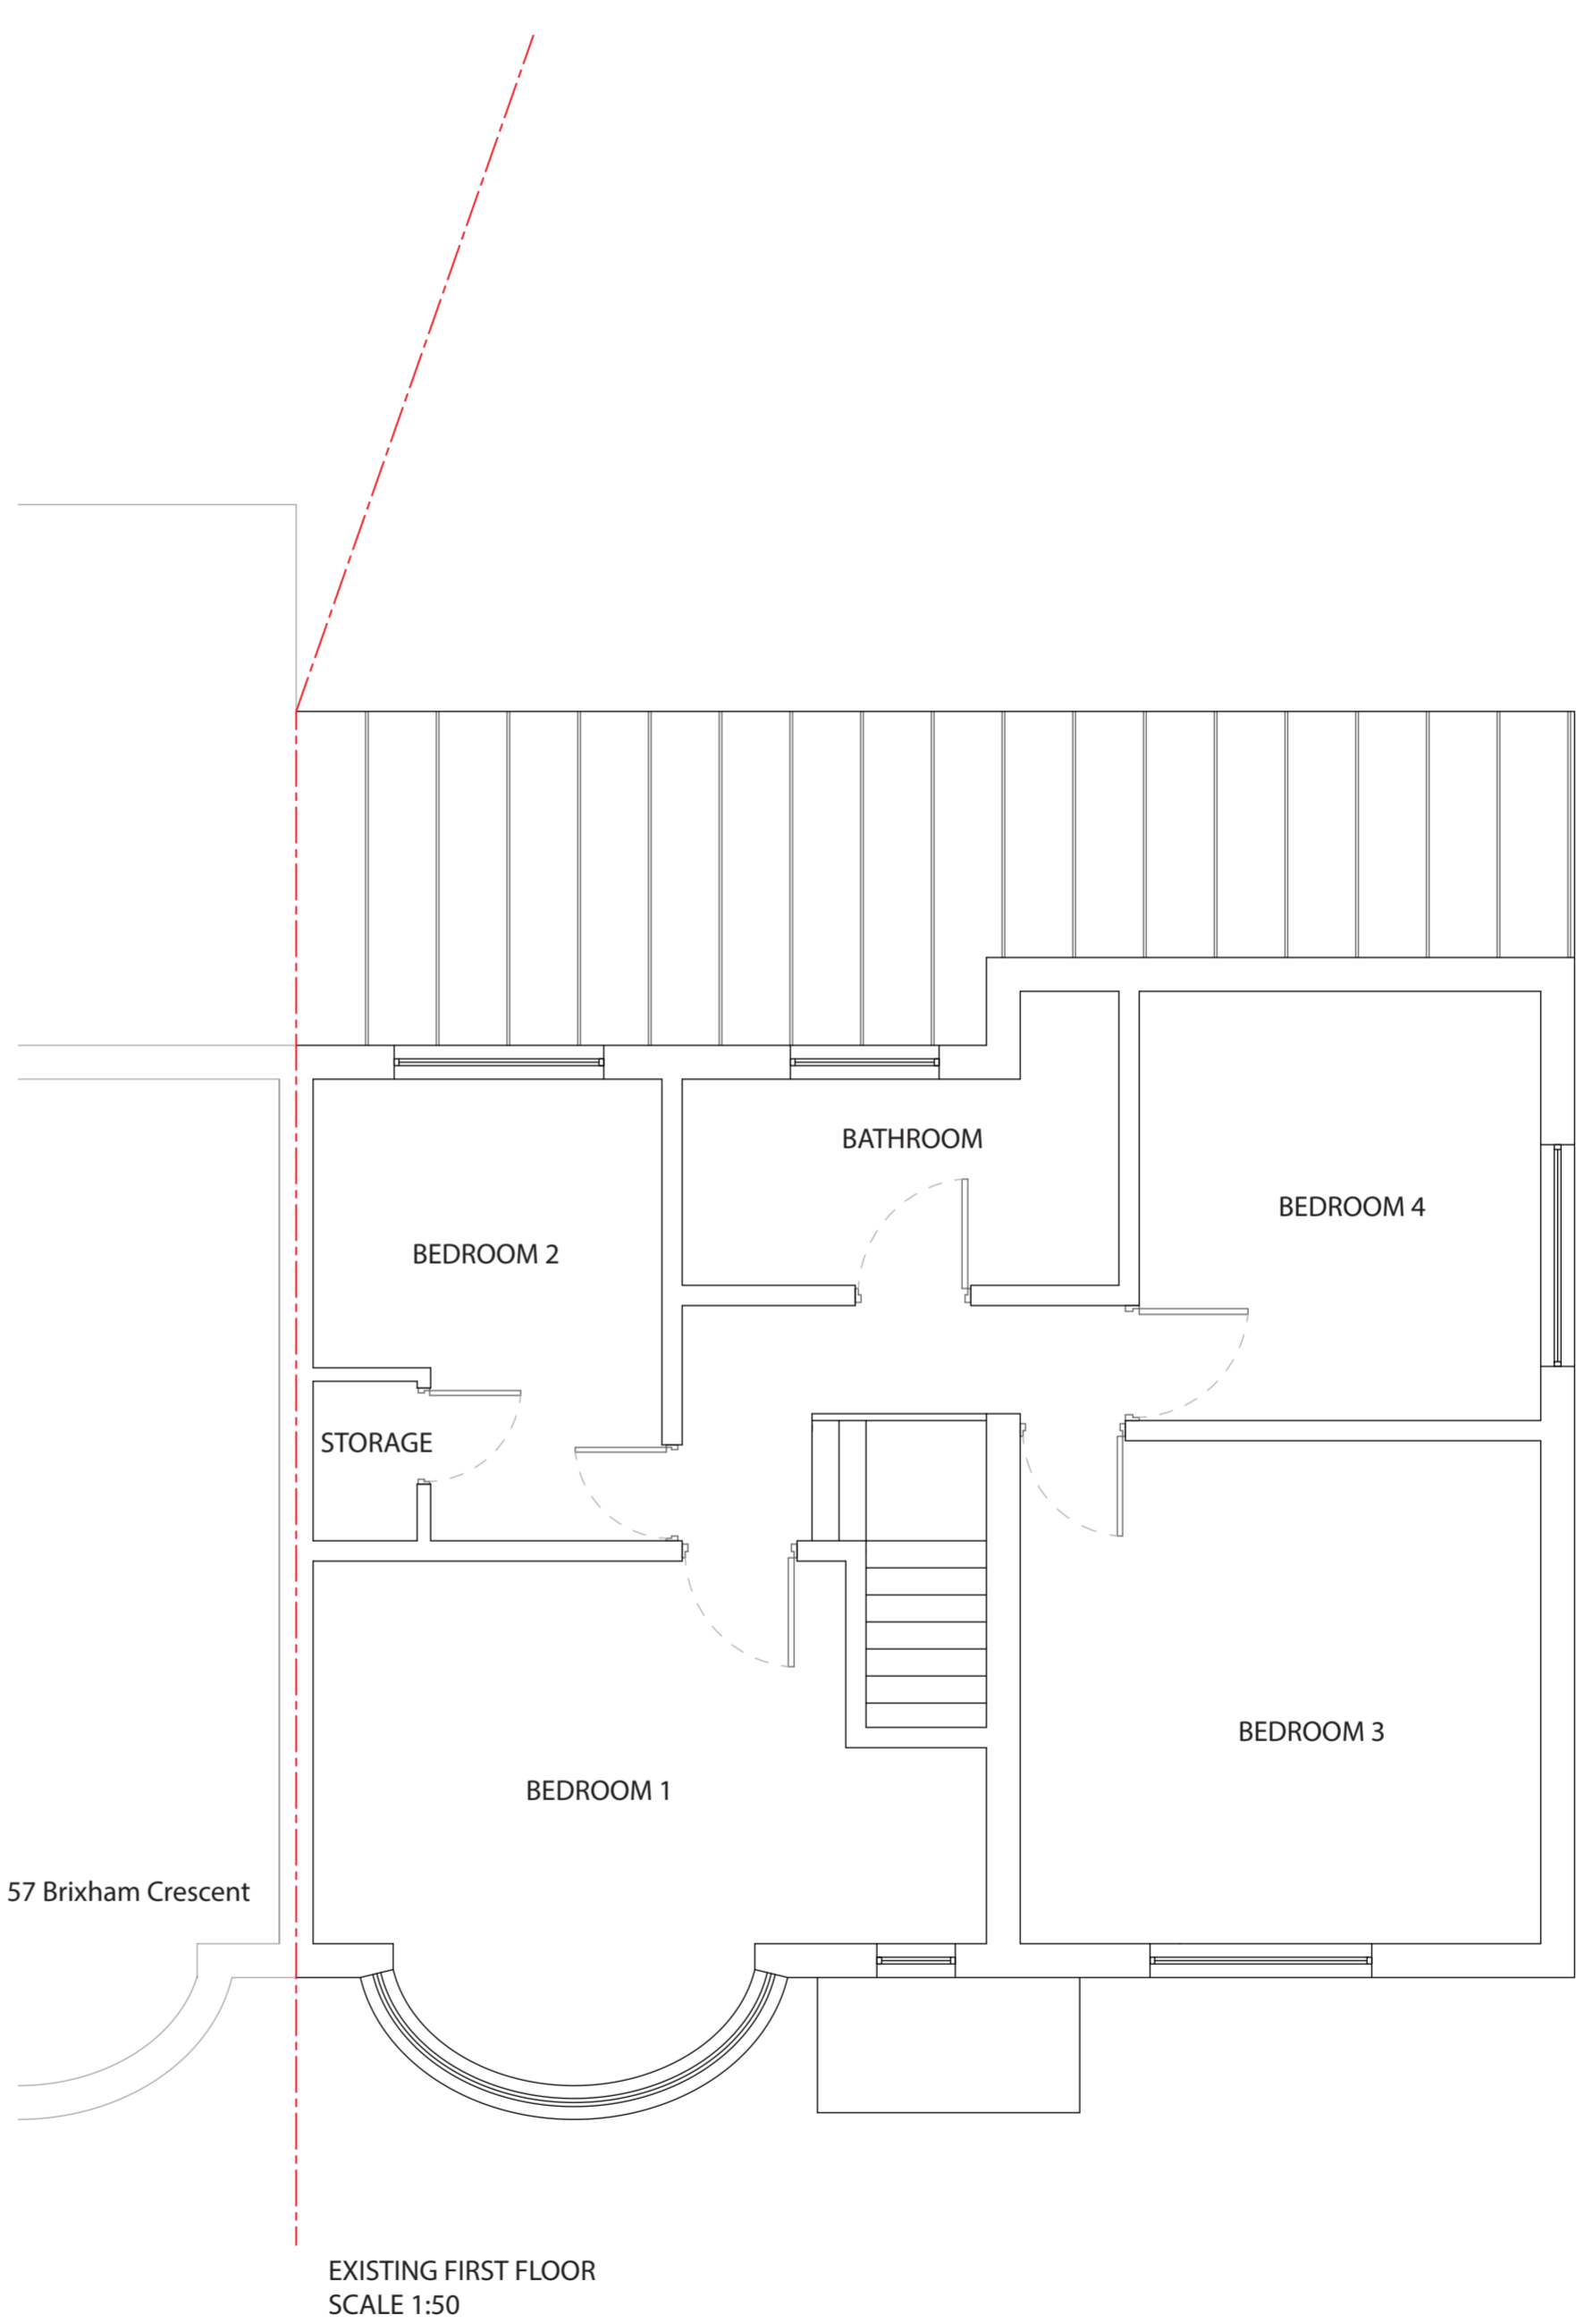 BATHROOM
BEDROOM 4
BEDROOM 2
STORAGE
BEDROOM 3
BEDROOM 1
57 Brixham Crescent
EXISTING FIRST FLOOR
SCALE 1:50